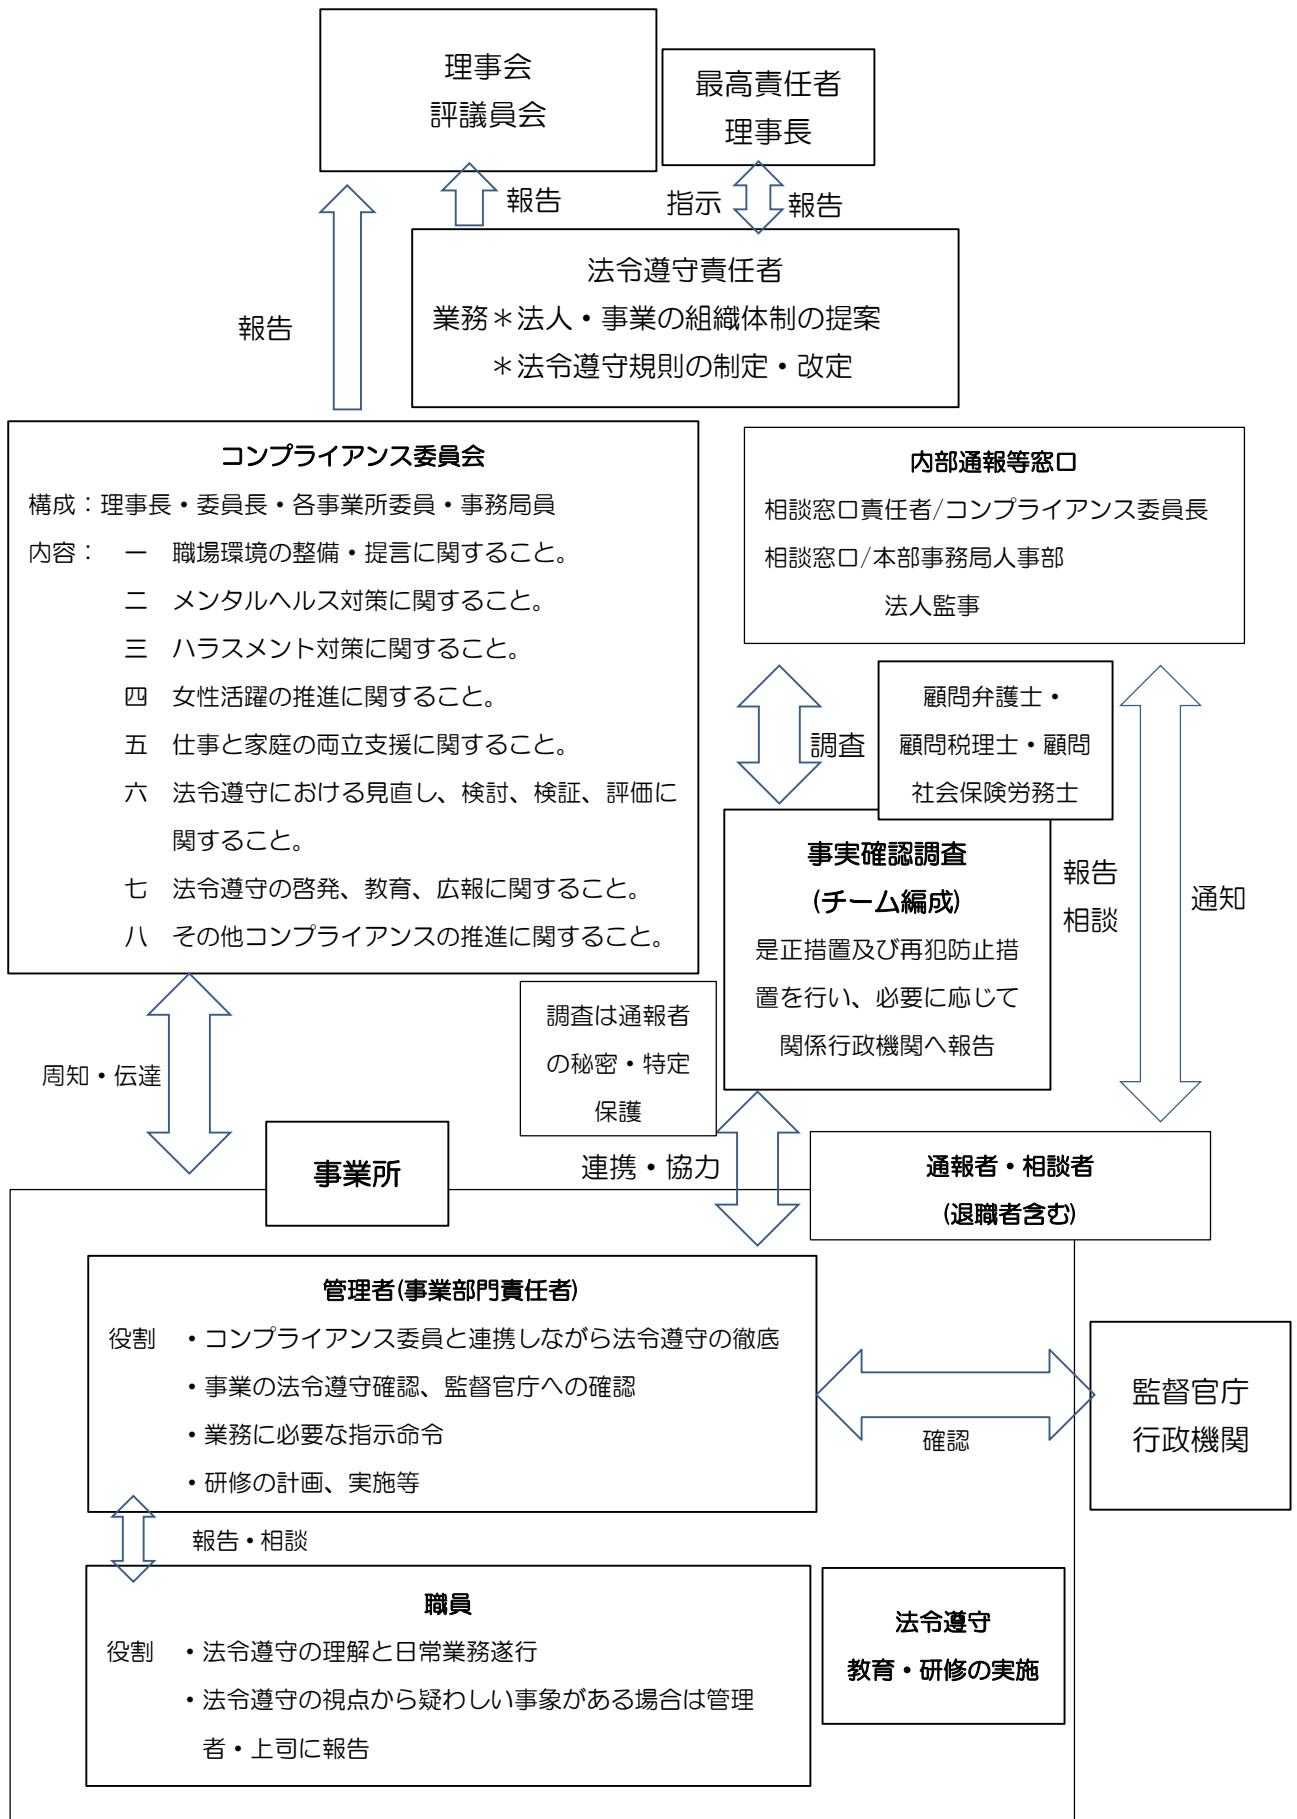 理事会
評議員会
最高責任者
理事長
報告
指示
報告
法令遵守責任者
業務＊法人・事業の組織体制の提案
＊法令遵守規則の制定・改定
報告
コンプライアンス委員会
構成：理事長・委員長・各事業所委員・事務局員
内容：　一　職場環境の整備・提言に関すること。
二　メンタルヘルス対策に関すること。
三　ハラスメント対策に関すること。
四　女性活躍の推進に関すること。
五　仕事と家庭の両立支援に関すること。
六　法令遵守における見直し、検討、検証、評価に
関すること。
七　法令遵守の啓発、教育、広報に関すること。
八　その他コンプライアンスの推進に関すること。
内部通報等窓口
相談窓口責任者/コンプライアンス委員長
相談窓口/本部事務局人事部
法人監事
調査
顧問弁護士・
顧問税理士・顧問
社会保険労務士
事実確認調査
(チーム編成)
是正措置及び再犯防止措
置を行い、必要に応じて
関係行政機関へ報告
報告
相談
通知
調査は通報者
の秘密・特定
保護
周知・伝達
連携・協力
事業所
通報者・相談者
(退職者含む)
管理者(事業部門責任者)
役割　・コンプライアンス委員と連携しながら法令遵守の徹底
・事業の法令遵守確認、監督官庁への確認
・業務に必要な指示命令
・研修の計画、実施等
確認
監督官庁
行政機関
報告・相談
職員
役割　・法令遵守の理解と日常業務遂行
・法令遵守の視点から疑わしい事象がある場合は管理
者・上司に報告
法令遵守
教育・研修の実施